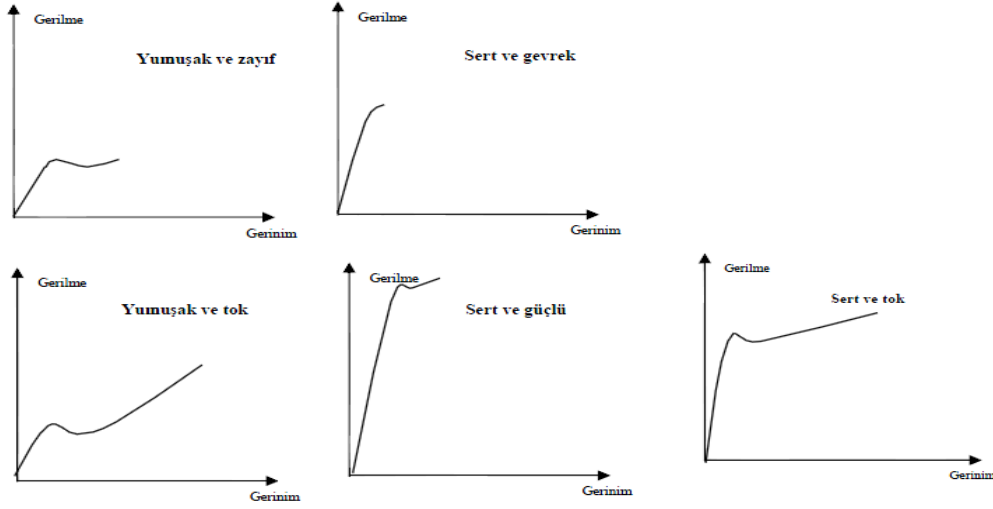 Gerilme
Yumuşak ve zayıf
Gerinim
Gerilme
Sert ve gevrek
Gerinim
Gerilme
Yumuşak ve tok
Gerinim
Gerilme
Sert ve güçlü
Gerinim
Gerilme
Sert ve tok
Gerinim